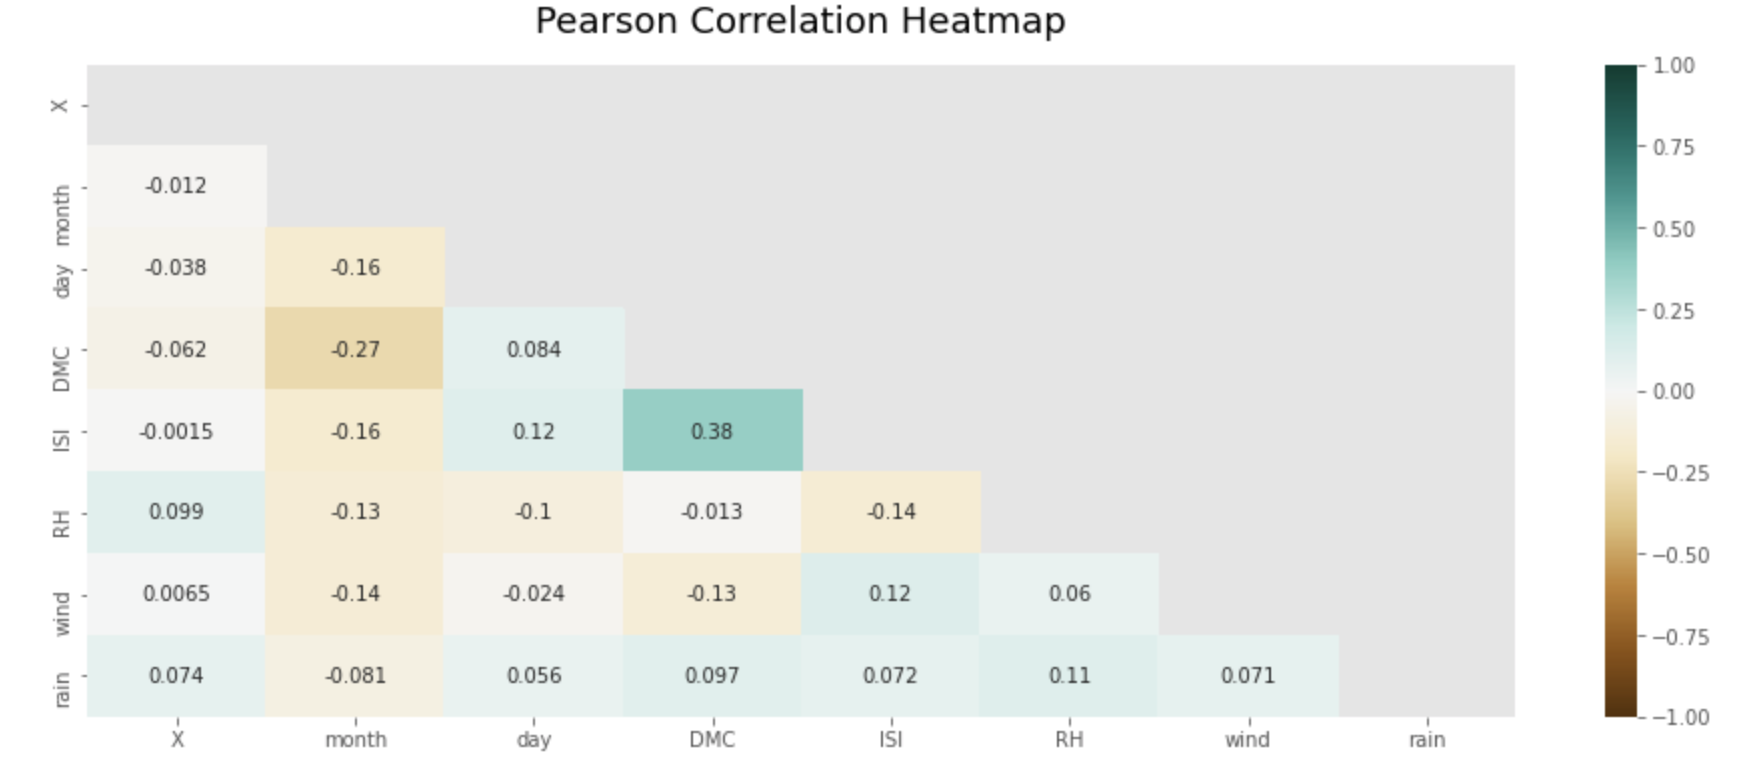 Pearson Correlation Heatmap
X
month -0.012
day -0.038 -0.16
DMC -0.062 -0.27 0.084
ISI -0.0015 -0.16 0.12 0.38
RH 0.099 -0.13 -0.1 -0.013 -0.14
wind 0.0065 -0.14 -0.024 -0.13 0.12 0.06
rain 0.074 -0.081 0.056 0.097 0.072 0.11 0.071
X month day DMC ISI RH wind rain
1.00
0.75
0.50
0.25
0.00
−0.25
−0.50
−0.75
−1.00